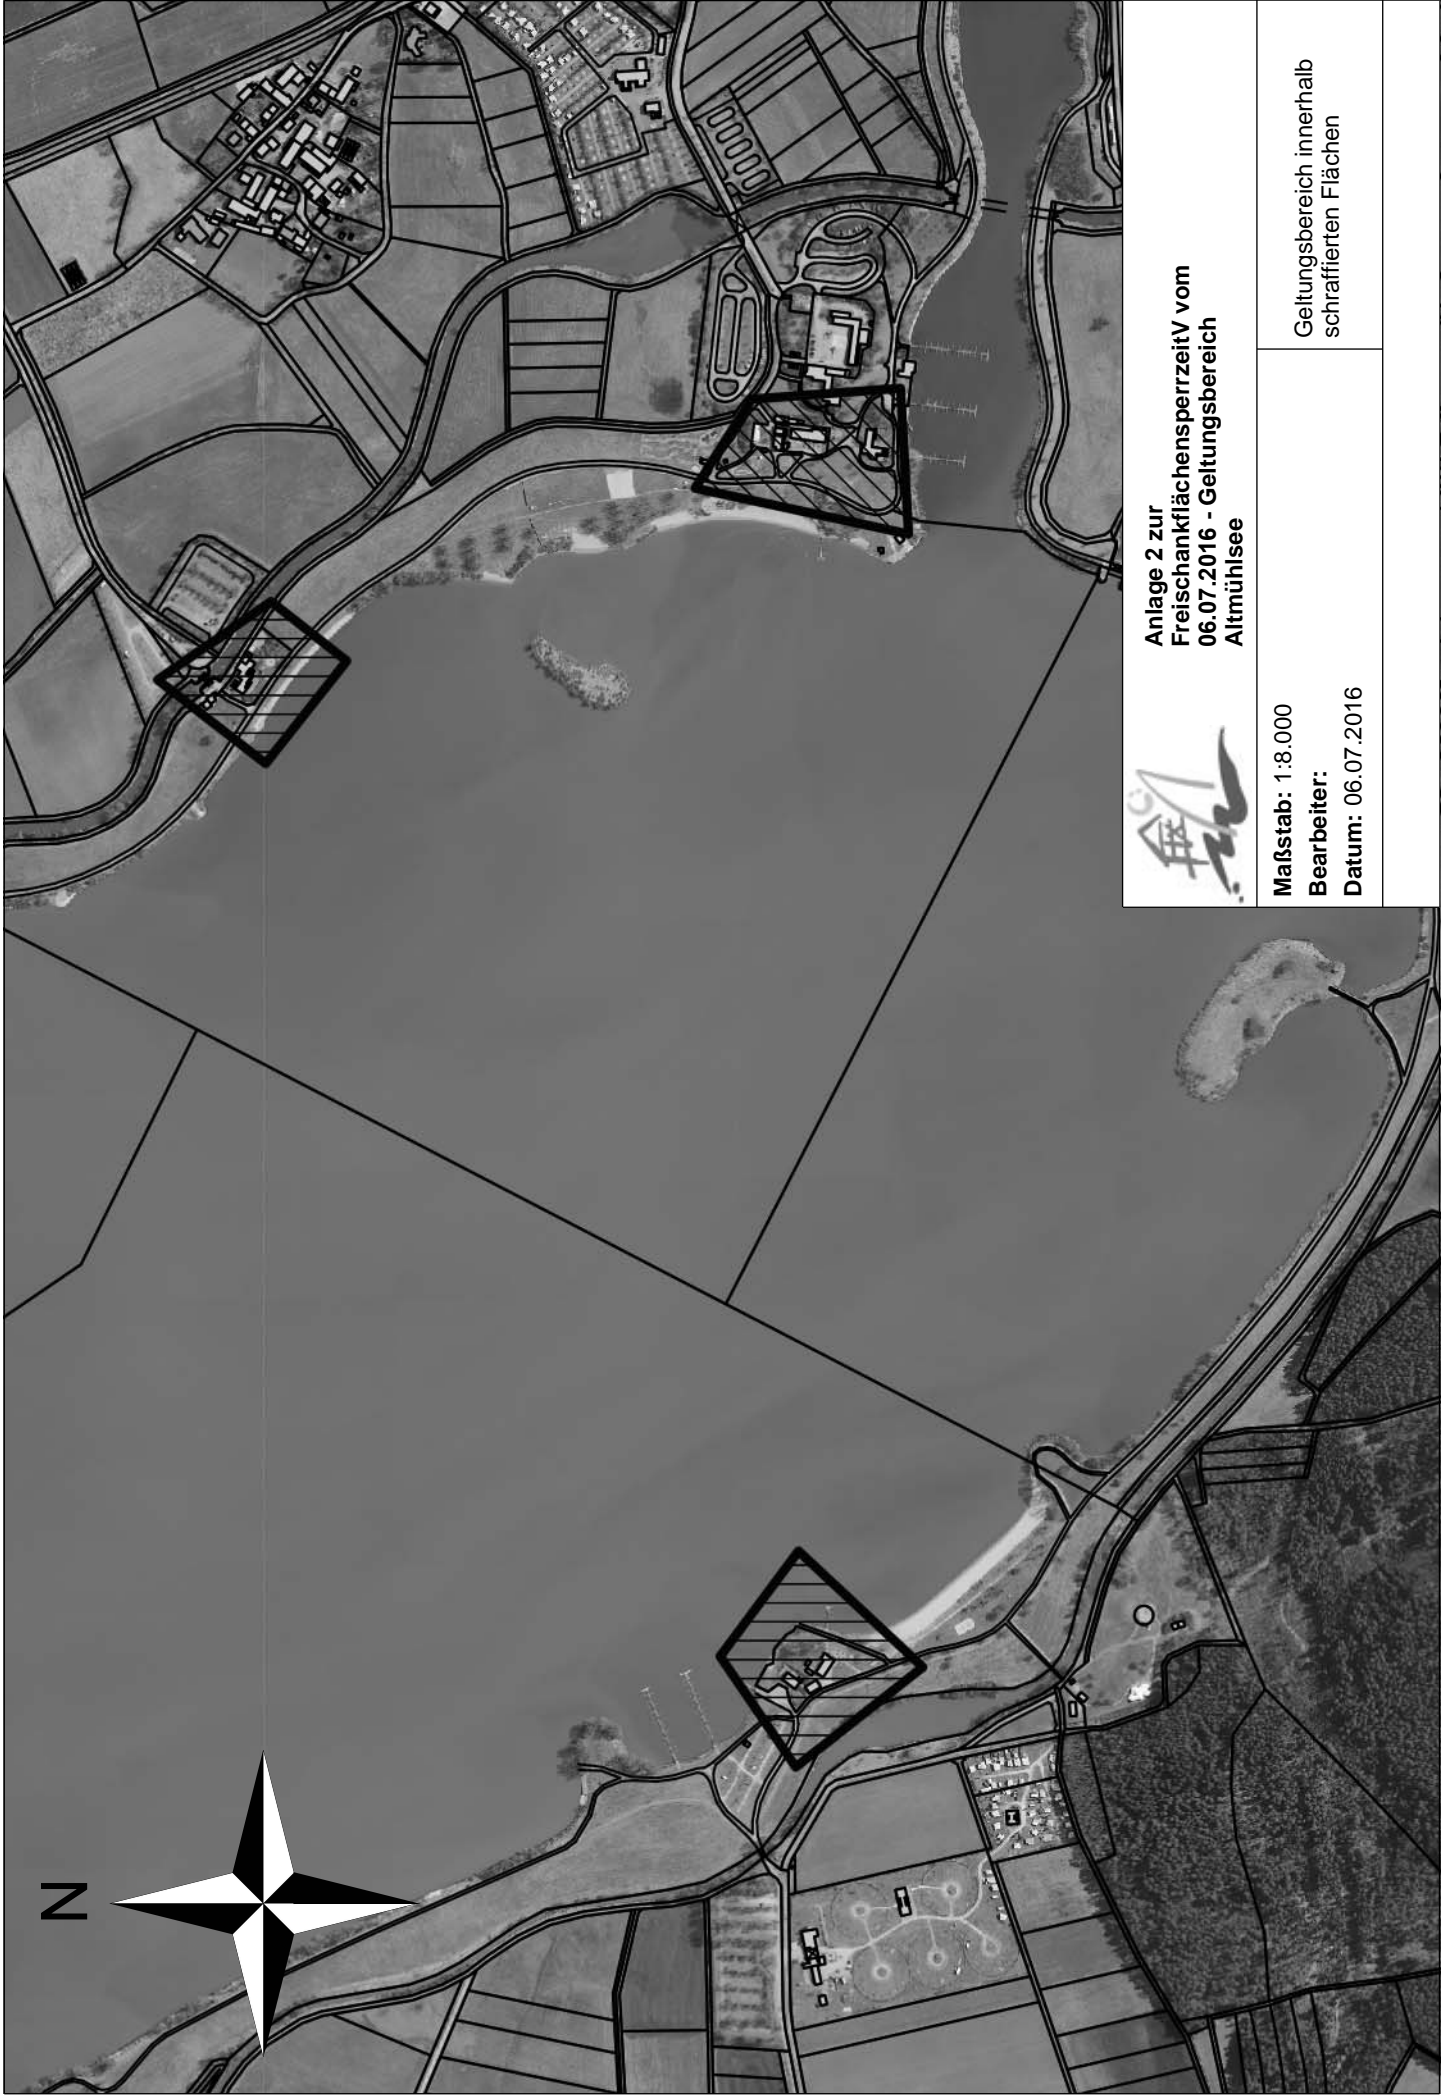 N
Anlage 2 zur
FreischankflächensperrzeitV vom
06.07.2016 - Geltungsbereich
Altmühlsee
Maßstab: 1:8.000
Bearbeiter:
Datum: 06.07.2016
Geltungsbereich innerhalb
schraffierten Flächen